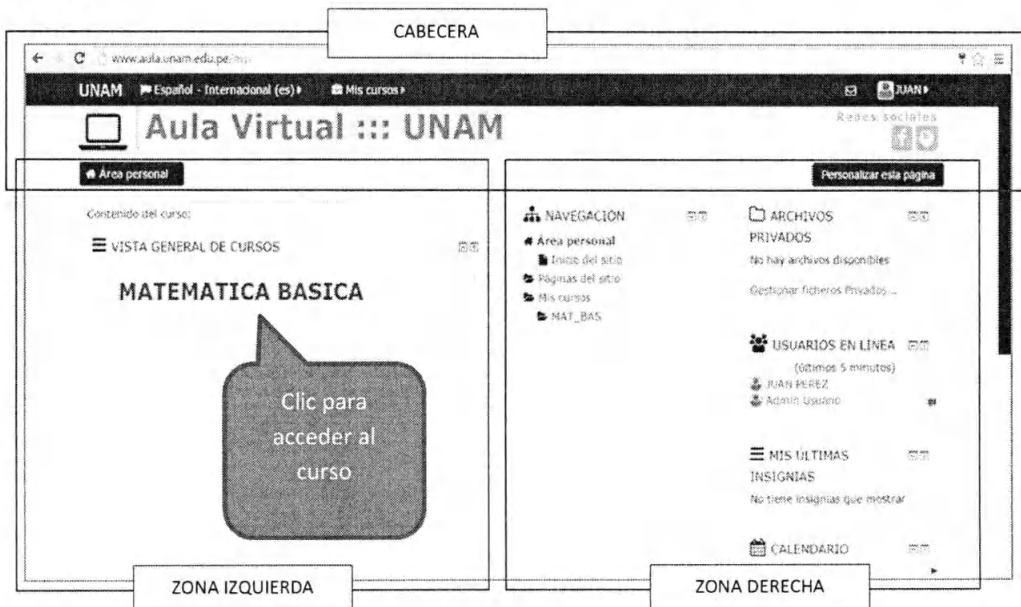 CABECERA
www.aula.unam.edu.pe/my/
UNAM Español - Internacional (es) Mis cursos JUAN
Aula Virtual ::: UNAM
Redes sociales
Área personal
Personalizar esta página
Contenido del curso:
VISTA GENERAL DE CURSOS
MATEMATICA BASICA
Clic para
acceder al
curso
NAVEGACIÓN
Área personal
Inicio del sitio
Páginas del sitio
Mis cursos
MAT_BAS
ARCHIVOS
PRIVADOS
No hay archivos disponibles
Gestionar ficheros Privados...
USUARIOS EN LÍNEA
(últimos 5 minutos)
JUAN PEREZ
Admin Usuario
MIS ÚLTIMAS
INSIGNIAS
No tiene insignias que mostrar
CALENDARIO
ZONA IZQUIERDA
ZONA DERECHA